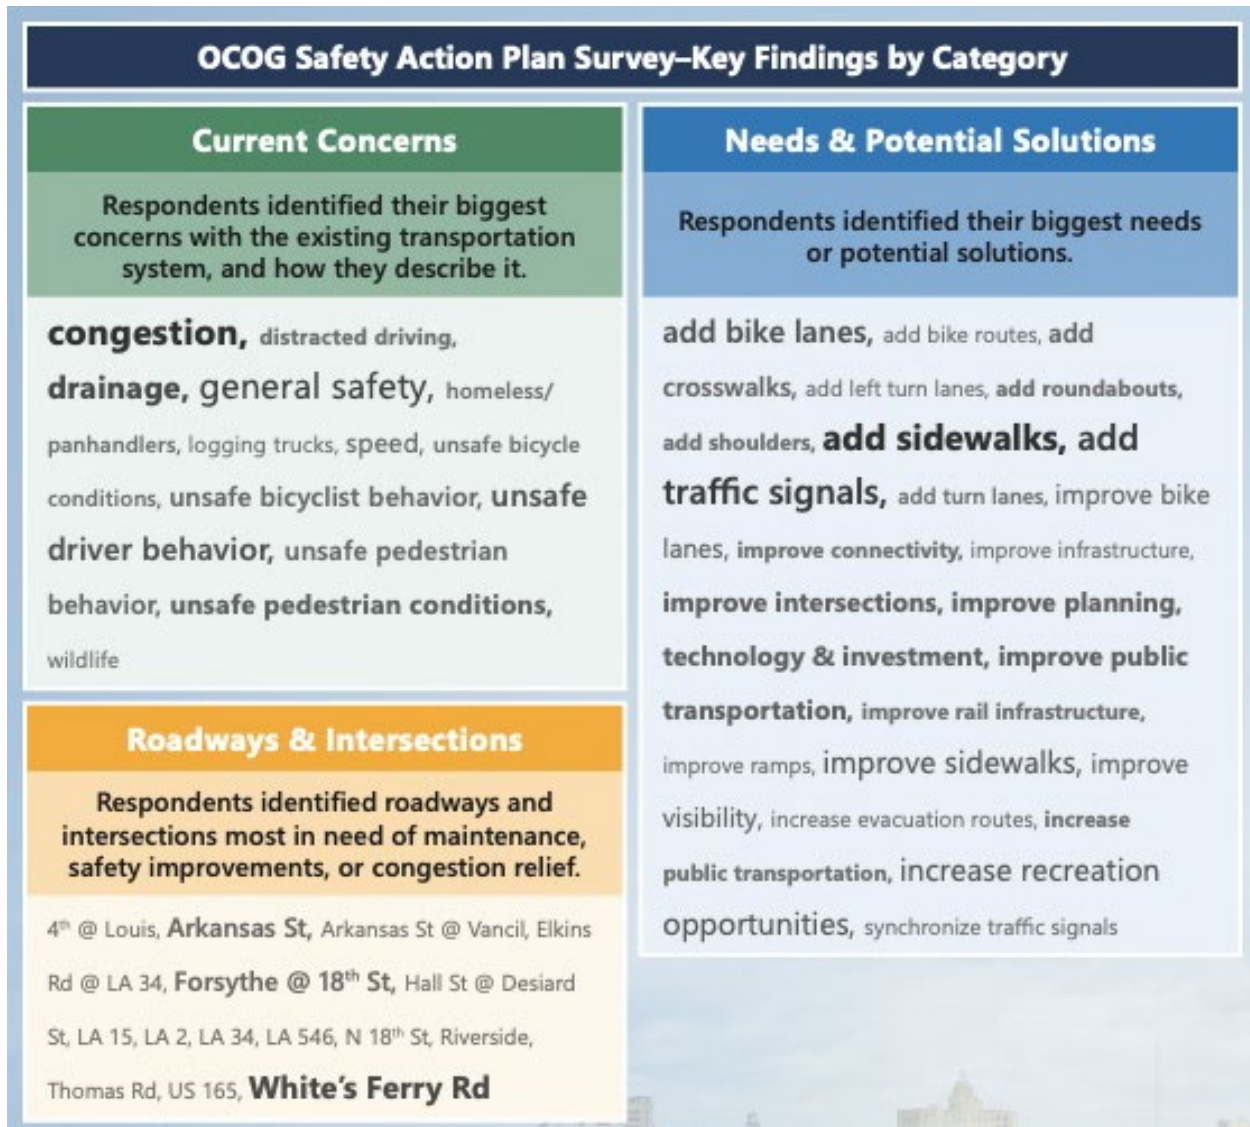 OCOG Safety Action Plan Survey–Key Findings by Category
Current Concerns
Respondents identified their biggest
concerns with the existing transportation
system, and how they describe it.
congestion, distracted driving,
drainage, general safety, homeless/
panhandlers, logging trucks, speed, unsafe bicycle
conditions, unsafe bicyclist behavior, unsafe
driver behavior, unsafe pedestrian
behavior, unsafe pedestrian conditions,
wildlife
Roadways & Intersections
Respondents identified roadways and
intersections most in need of maintenance,
safety improvements, or congestion relief.
4th @ Louis, Arkansas St, Arkansas St @ Vancil, Elkins
Rd @ LA 34, Forsythe @ 18th St, Hall St @ Desiard
St, LA 15, LA 2, LA 34, LA 546, N 18th St, Riverside,
Thomas Rd, US 165, White's Ferry Rd
Needs & Potential Solutions
Respondents identified their biggest needs
or potential solutions.
add bike lanes, add bike routes, add
crosswalks, add left turn lanes, add roundabouts,
add shoulders, add sidewalks, add
traffic signals, add turn lanes, improve bike
lanes, improve connectivity, improve infrastructure,
improve intersections, improve planning,
technology & investment, improve public
transportation, improve rail infrastructure,
improve ramps, improve sidewalks, improve
visibility, increase evacuation routes, increase
public transportation, increase recreation
opportunities, synchronize traffic signals